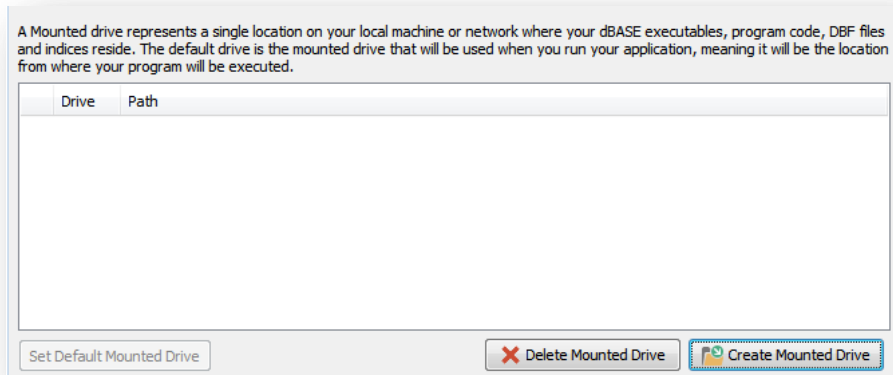 A Mounted drive represents a single location on your local machine or network where your dBASE executables, program code, DBF files
and indices reside. The default drive is the mounted drive that will be used when you run your application, meaning it will be the location
from where your program will be executed.
Drive Path
Set Default Mounted Drive Delete Mounted Drive Create Mounted Drive